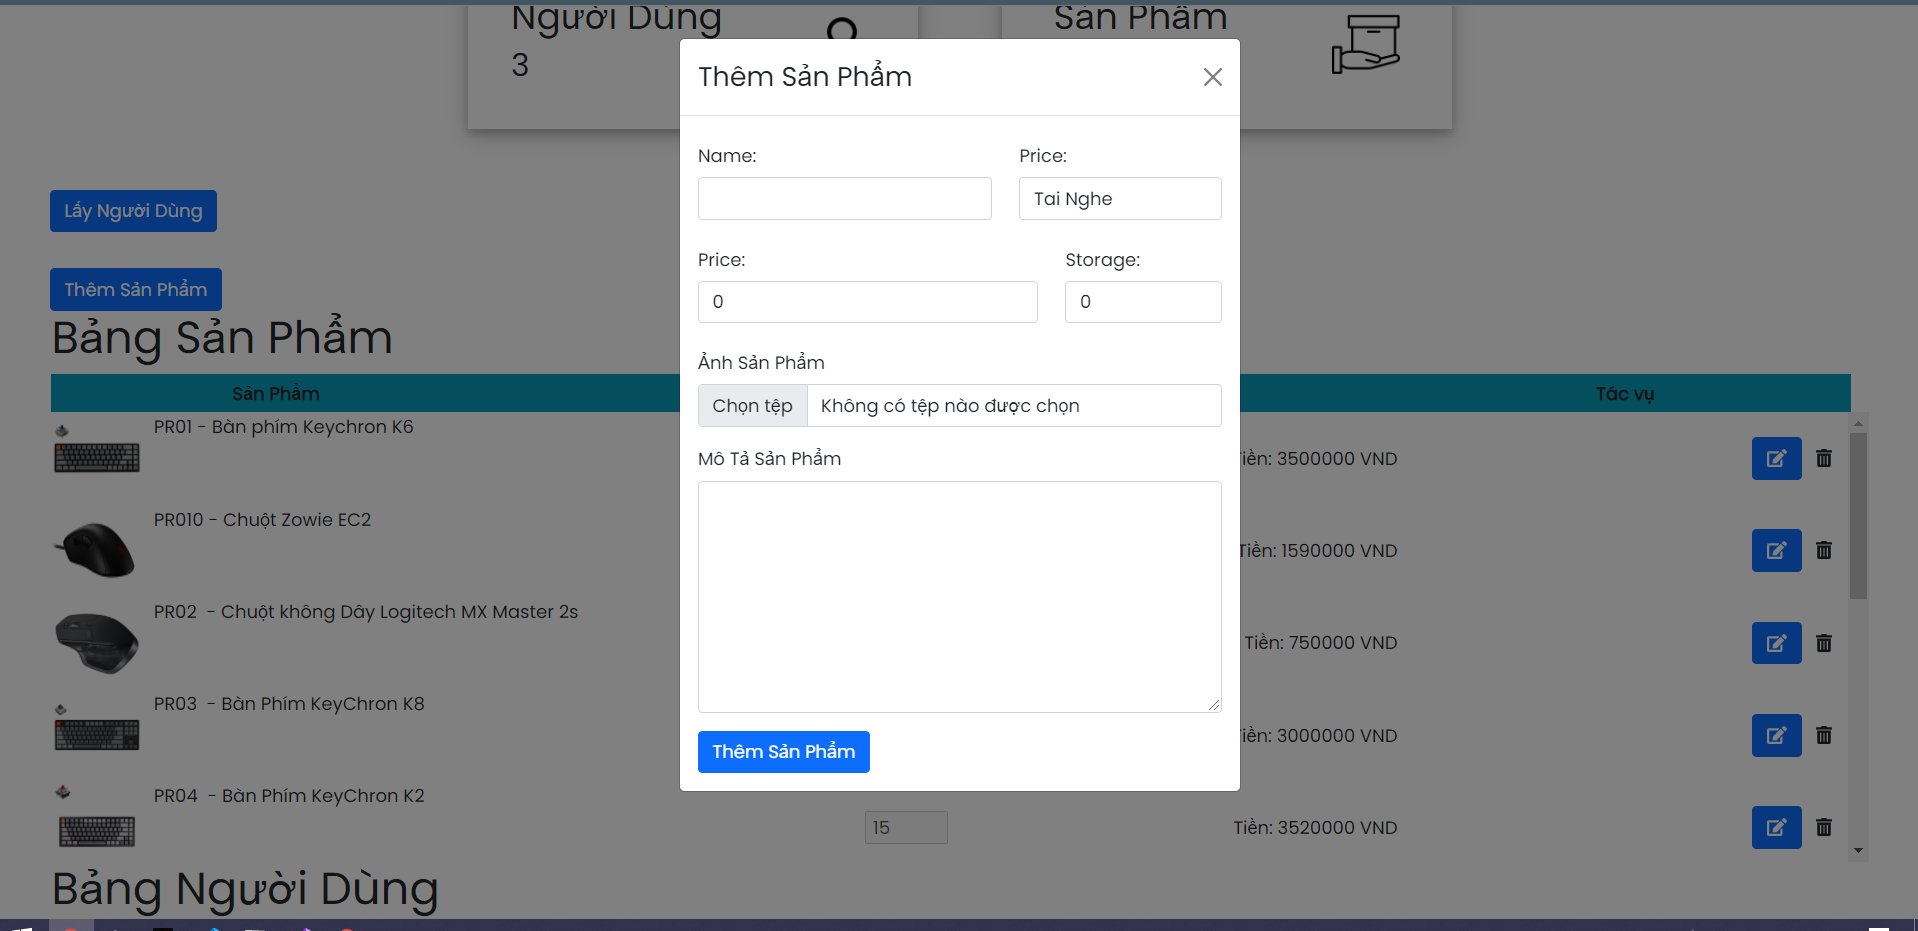 Người Dùng
3
Sản Phẩm
Thêm Sản Phẩm
Name:
Price:
Tai Nghe
Price:
Storage:
0
0
Ảnh Sản Phẩm
Chọn tệp Không có tệp nào được chọn
Mô Tả Sản Phẩm
Thêm Sản Phẩm
Lấy Người Dùng
Thêm Sản Phẩm
Bảng Sản Phẩm
Sản Phẩm
Tác vụ
PR01 - Bàn phím Keychron K6
iền: 3500000 VND
PR010 - Chuột Zowie EC2
Tiền: 1590000 VND
PR02 - Chuột không Dây Logitech MX Master 2s
Tiền: 750000 VND
PR03 - Bàn Phím KeyChron K8
iền: 3000000 VND
PR04 - Bàn Phím KeyChron K2
15
Tiền: 3520000 VND
Bảng Người Dùng